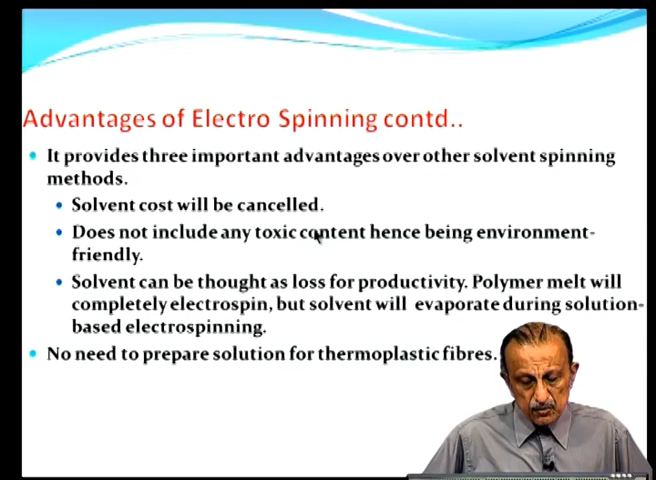 Advantages of Electro Spinning contd..
It provides three important advantages over other solvent spinning
methods.
Solvent cost will be cancelled.
Does not include any toxic content hence being environment-
friendly.
Solvent can be thought as loss for productivity. Polymer melt will
completely electrospin, but solvent will evaporate during solution-
based electrospinning.
No need to prepare solution for thermoplastic fibres.